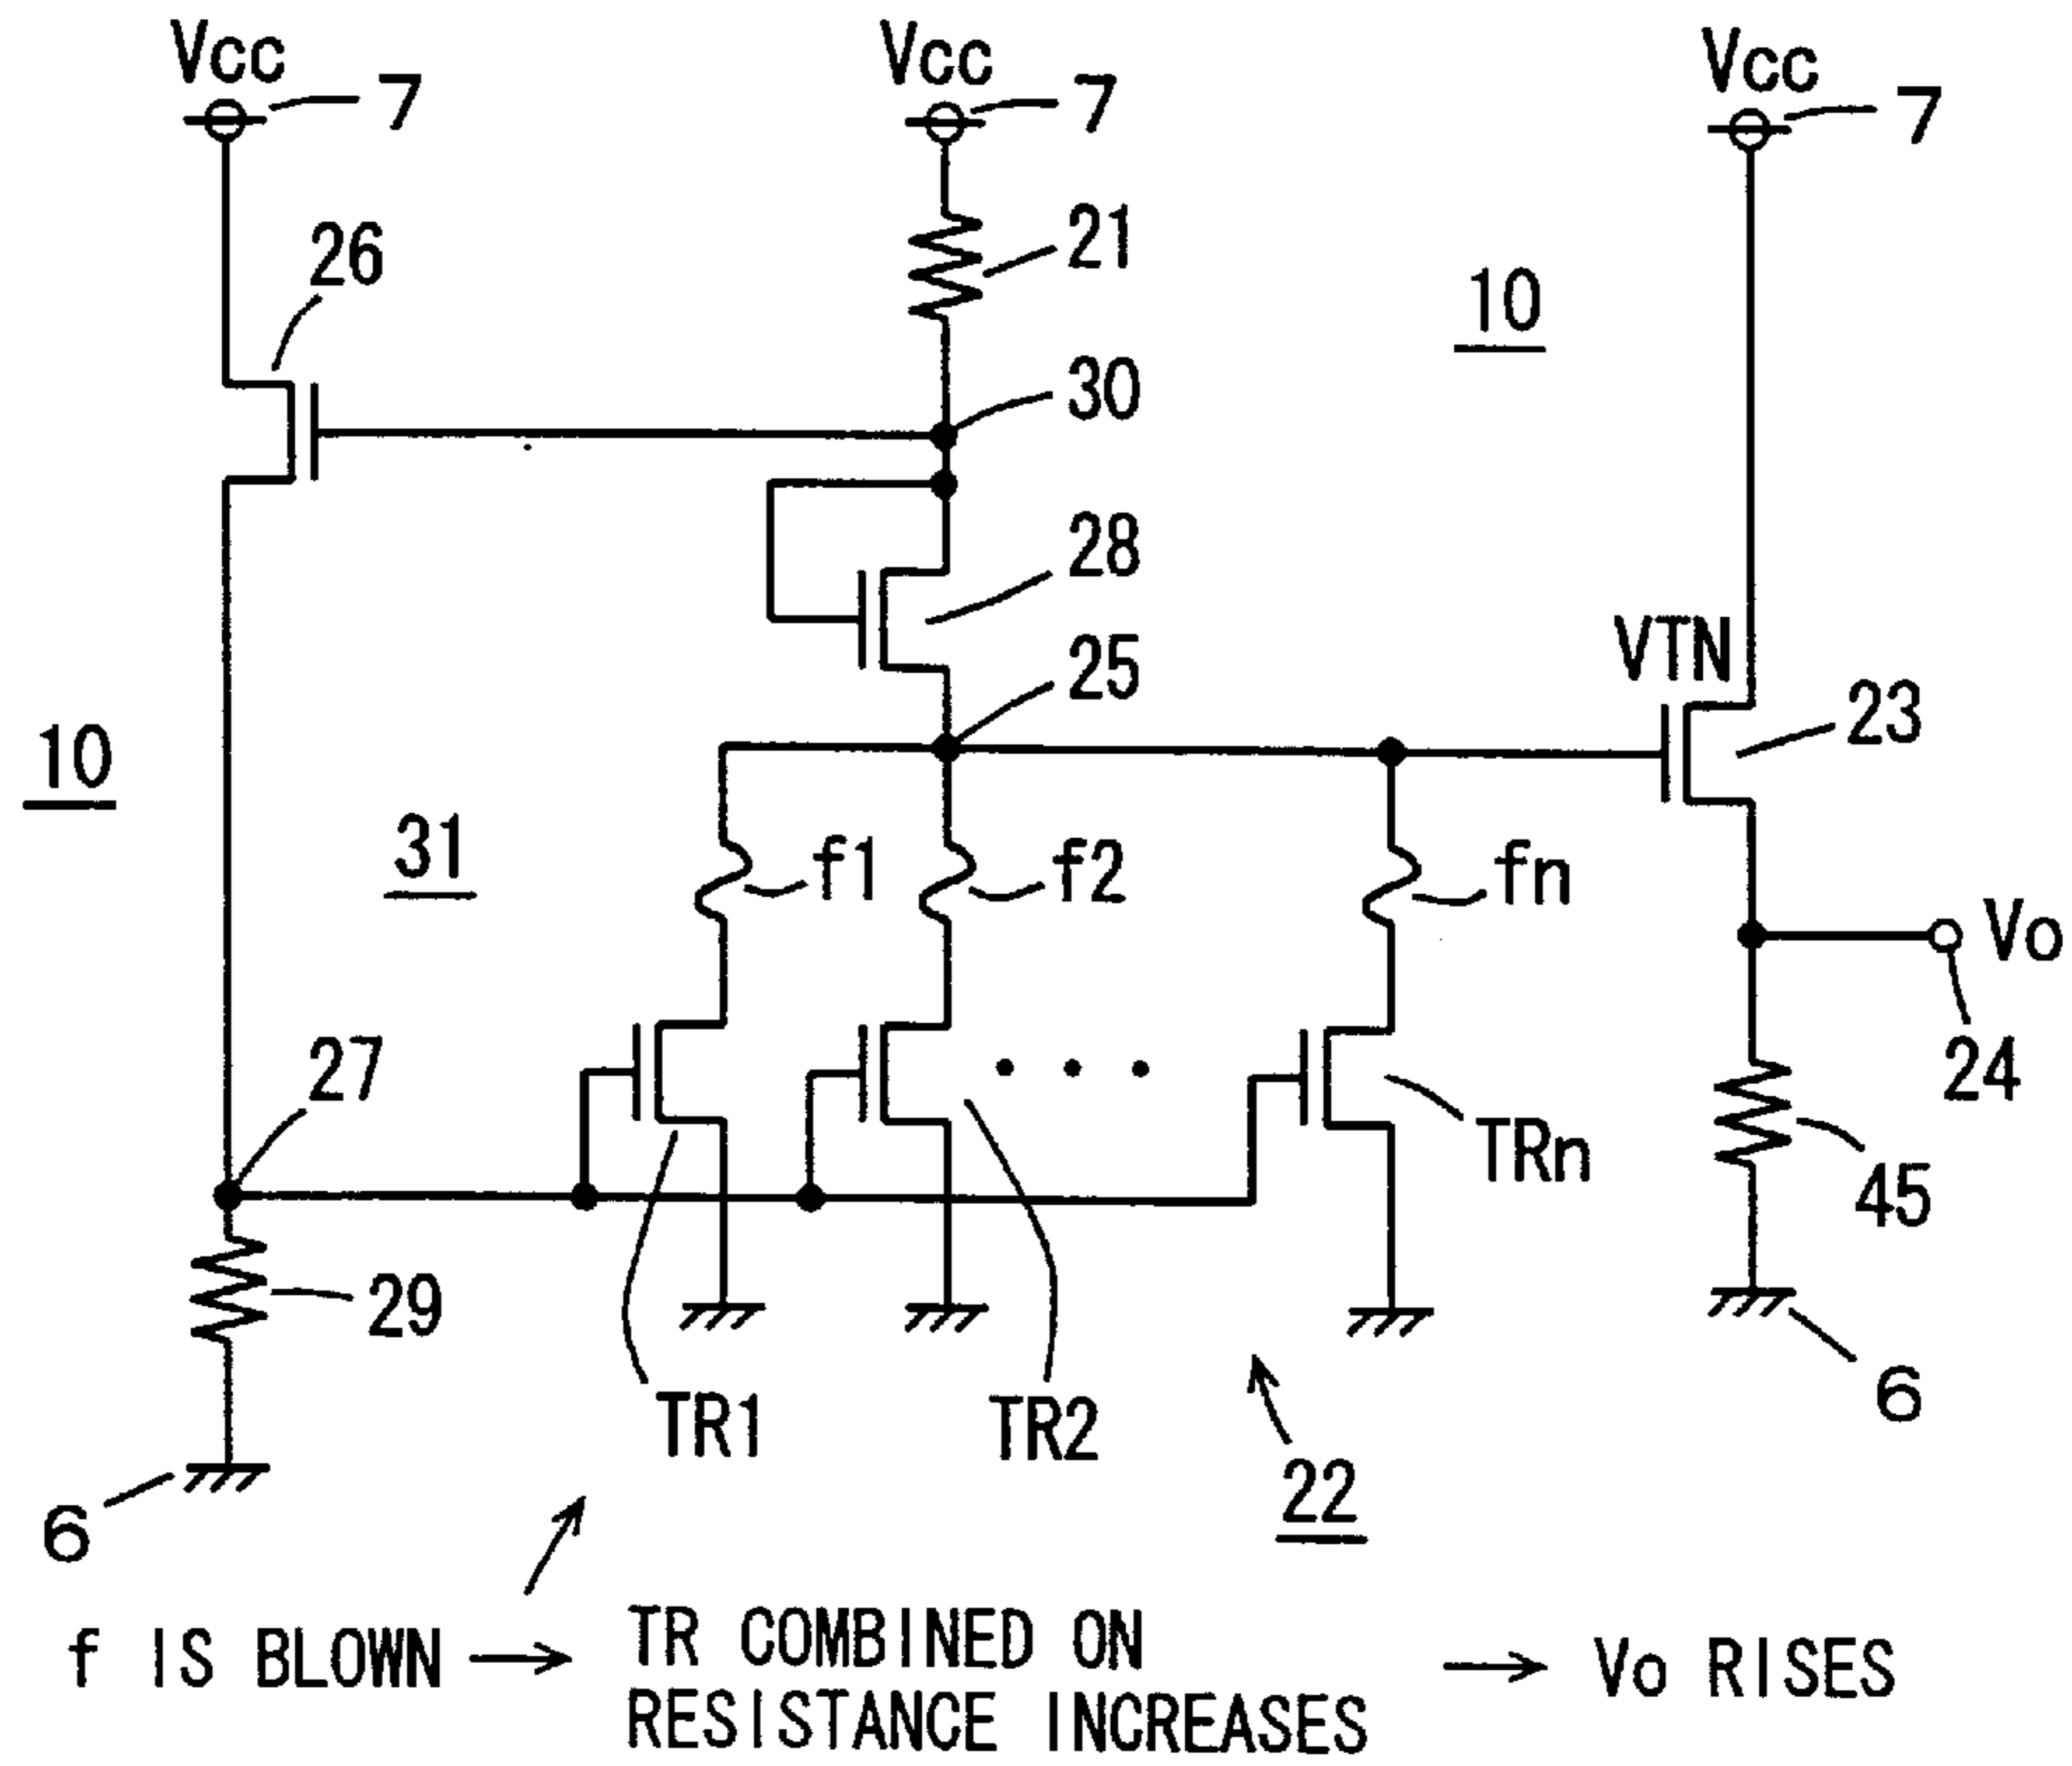 Vcc
7
Vcc
7
Vcc
7
26
21
10
30
28
25
VTN
23
10
31
f1
f2
fn
Vo
24
27
TRn
45
29
TR1
TR2
6
22
6
f IS BLOWN → TR COMBINED ON RESISTANCE INCREASES → Vo RISES